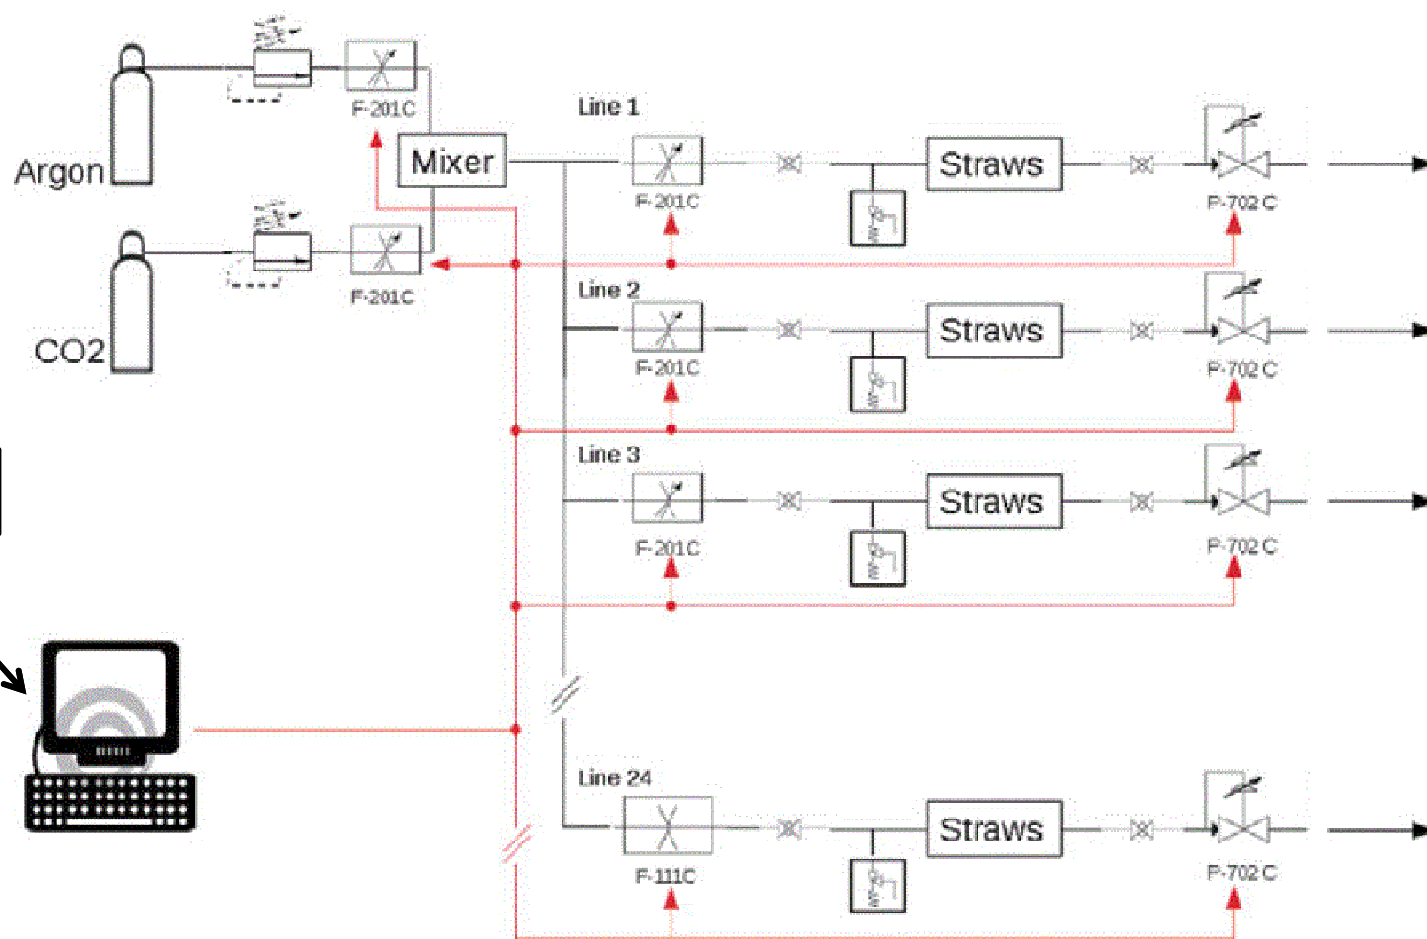 F-201C
Argon
Mixer
F-201C
CO2
Line 1
F-201C
Straws
P-702 C
Line 2
F-201C
Straws
P-702 C
Line 3
F-201C
Straws
P-702 C
Line 24
F-111C
Straws
P-702 C